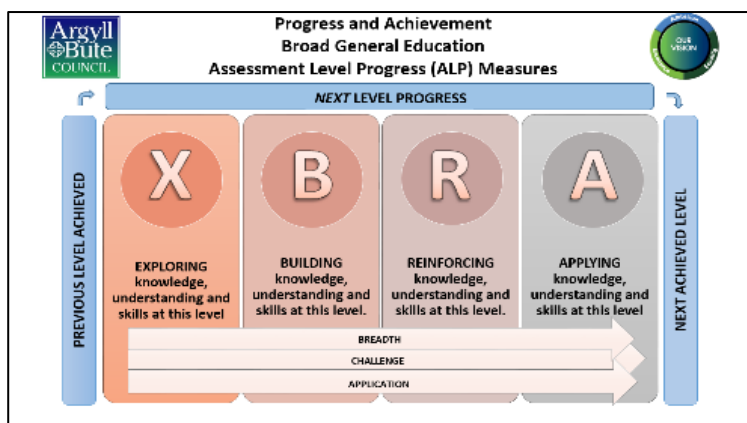 Argyll
Bute
COUNCIL
Progress and Achievement
Broad General Education
Assessment Level Progress (ALP) Measures
OUR
VISION
NEXT LEVEL PROGRESS
PREVIOUS LEVEL ACHIEVED
X
EXPLORING
knowledge,
understanding and
skills at this level
B
BUILDING
knowledge,
understanding and
skills at this level.
R
REINFORCING
knowledge,
understanding and
skills at this level.
A
APPLYING
knowledge,
understanding and
skills at this level
NEXT ACHIEVED LEVEL
BREADTH
CHALLENGE
APPLICATION